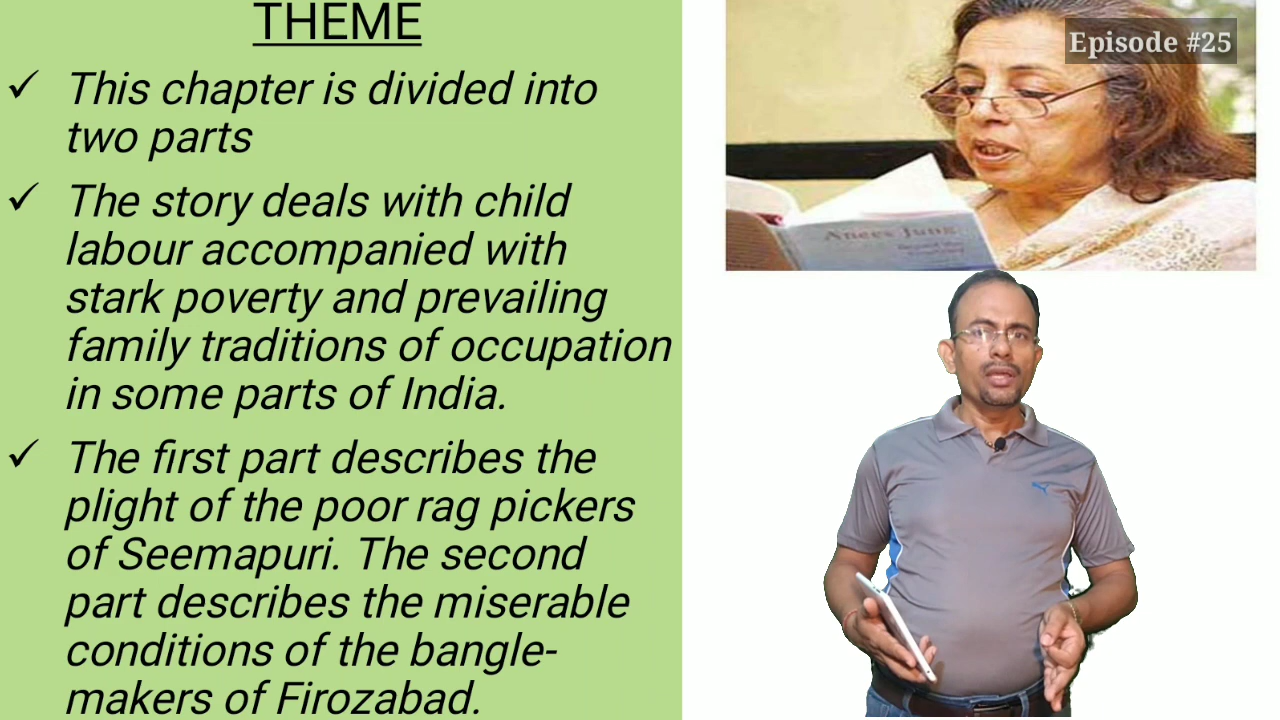 THEME
✓ This chapter is divided into
two parts
✓ The story deals with child
labour accompanied with
stark poverty and prevailing
family traditions of occupation
in some parts of India.
✓ The first part describes the
plight of the poor rag pickers
of Seemapuri. The second
part describes the miserable
conditions of the bangle-
makers of Firozabad.
Episode #25
Anees Jung